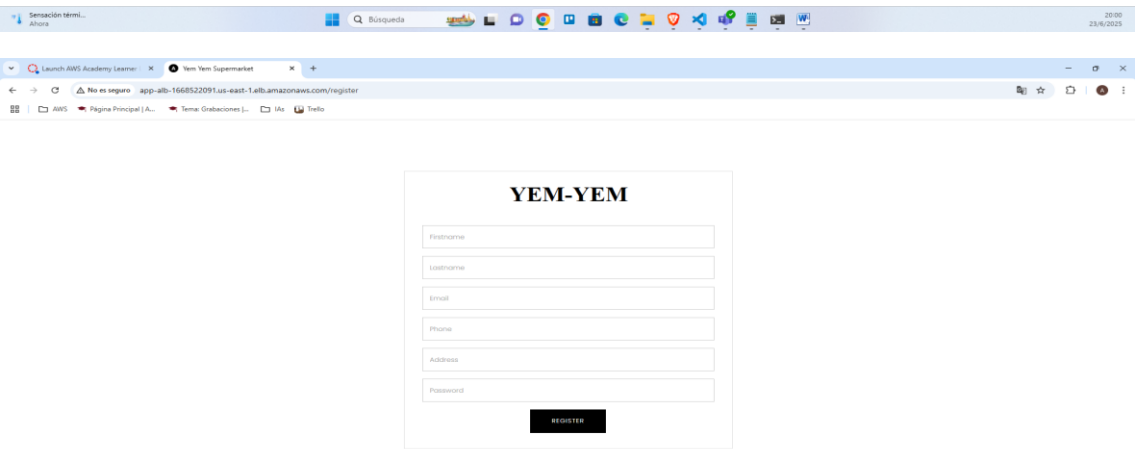 Sensación térmi...
Ahora
Búsqueda
20:00
23/6/2025
Launch AWS Academy Learner
Yem Yem Supermarket
No es seguro app-alb-1668522091.us-east-1.elb.amazonaws.com/register
AWS Página Principal | A... Tema: Grabaciones |... IAs Trello
YEM-YEM
Firstname
Lastname
Email
Phone
Address
Password
REGISTER